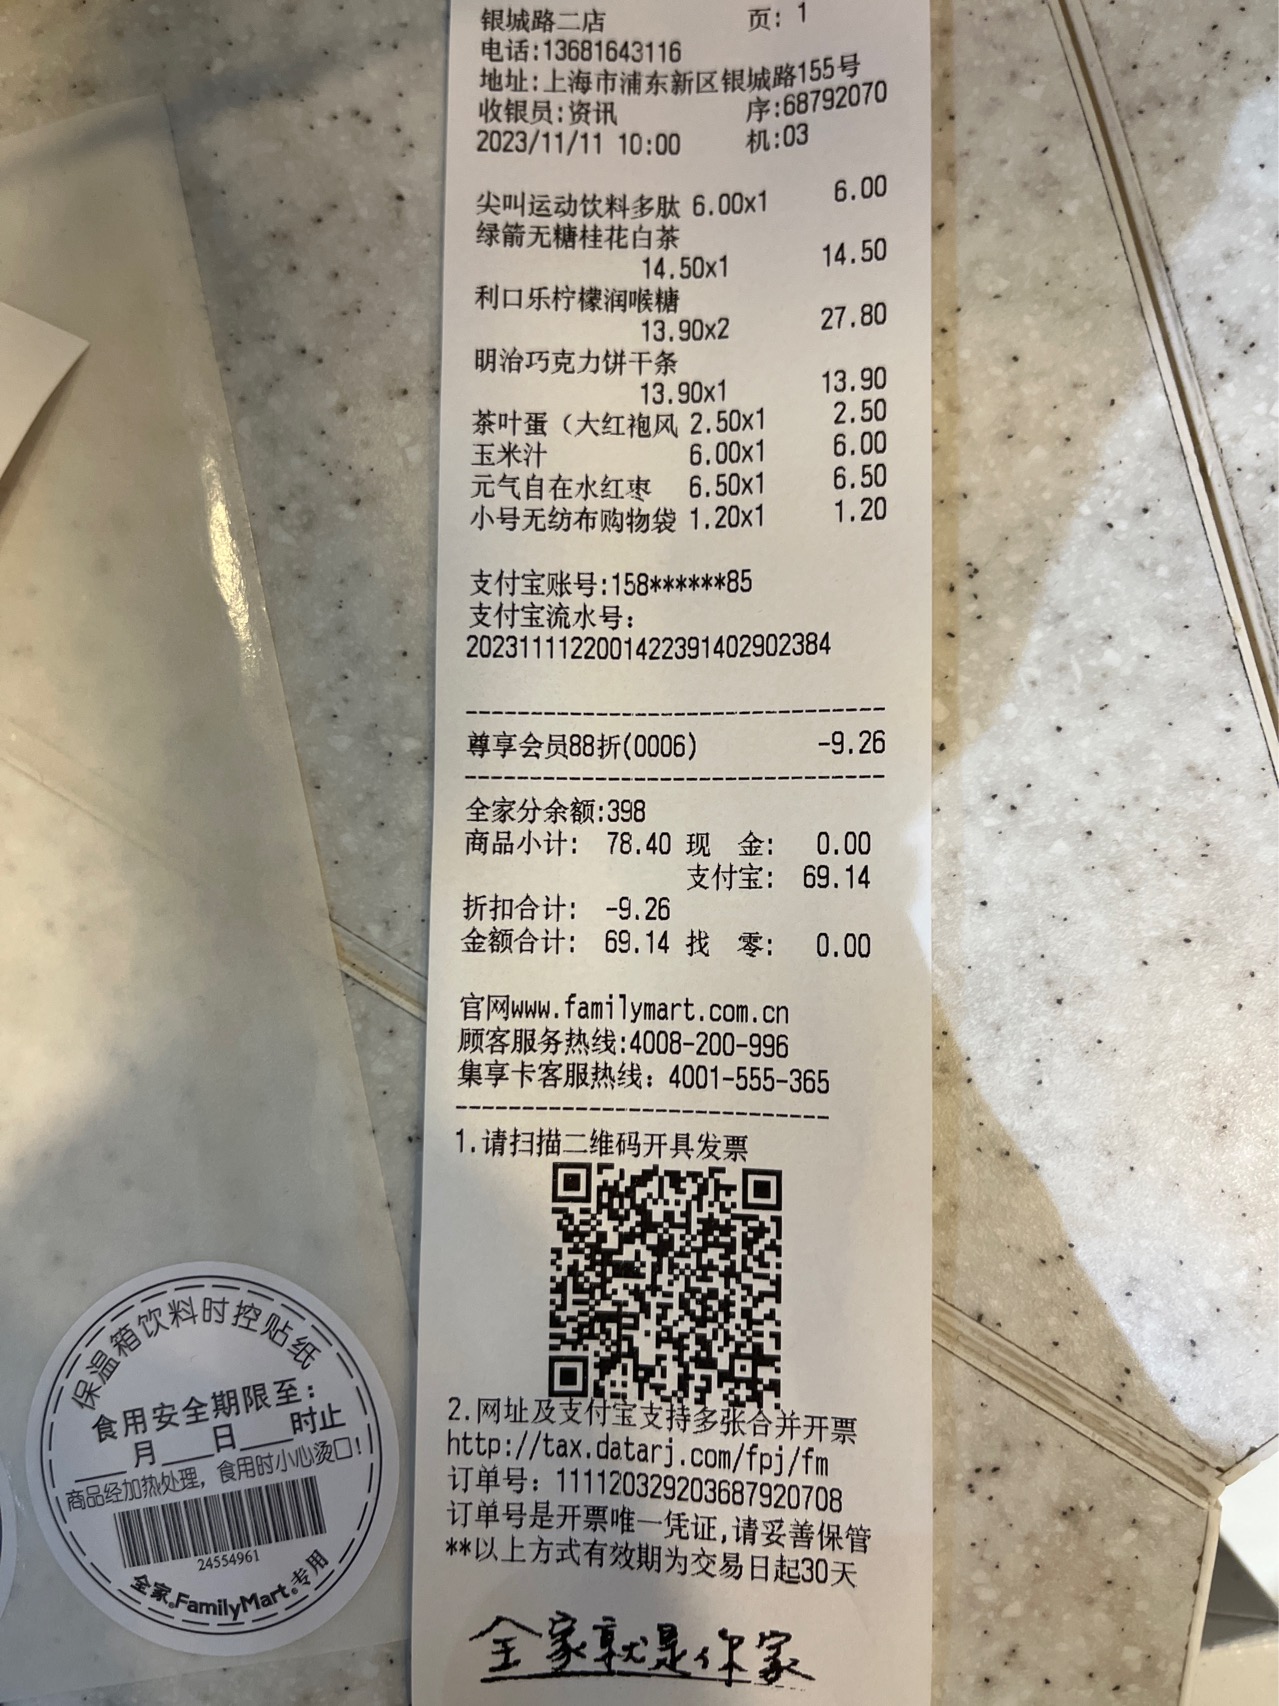 银城路二店 页: 1
电话:13681643116
地址:上海市浦东新区银城路155号
收银员:资讯 序:68792070
2023/11/11 10:00 机:03
尖叫运动饮料多肽 6.00x1 6.00
绿箭无糖桂花白茶
14.50x1 14.50
利口乐柠檬润喉糖
13.90x2 27.80
明治巧克力饼干条
13.90x1 13.90
茶叶蛋（大红袍风 2.50x1 2.50
玉米汁 6.00x1 6.00
元气自在水红枣 6.50x1 6.50
小号无纺布购物袋 1.20x1 1.20
支付宝账号:158******85
支付宝流水号:
2023111122001422391402902384
--------------------------------
尊享会员88折(0006) -9.26
--------------------------------
全家分余额:398
商品小计: 78.40 现 金: 0.00
支付宝: 69.14
折扣合计: -9.26
金额合计: 69.14 找 零: 0.00
官网www.familymart.com.cn
顾客服务热线:4008-200-996
集享卡客服热线: 4001-555-365
----------------------------
1.请扫描二维码开具发票
2.网址及支付宝支持多张合并开票
http://tax.datarj.com/fpj/fm
订单号: 111120329203687920708
订单号是开票唯一凭证,请妥善保管
**以上方式有效期为交易日起30天
全家就是你家
保温箱饮料时控贴纸
食用安全期限至:
___月___日___时止
商品经加热处理，食用时小心烫口!
24554961
全家 FamilyMart 专用